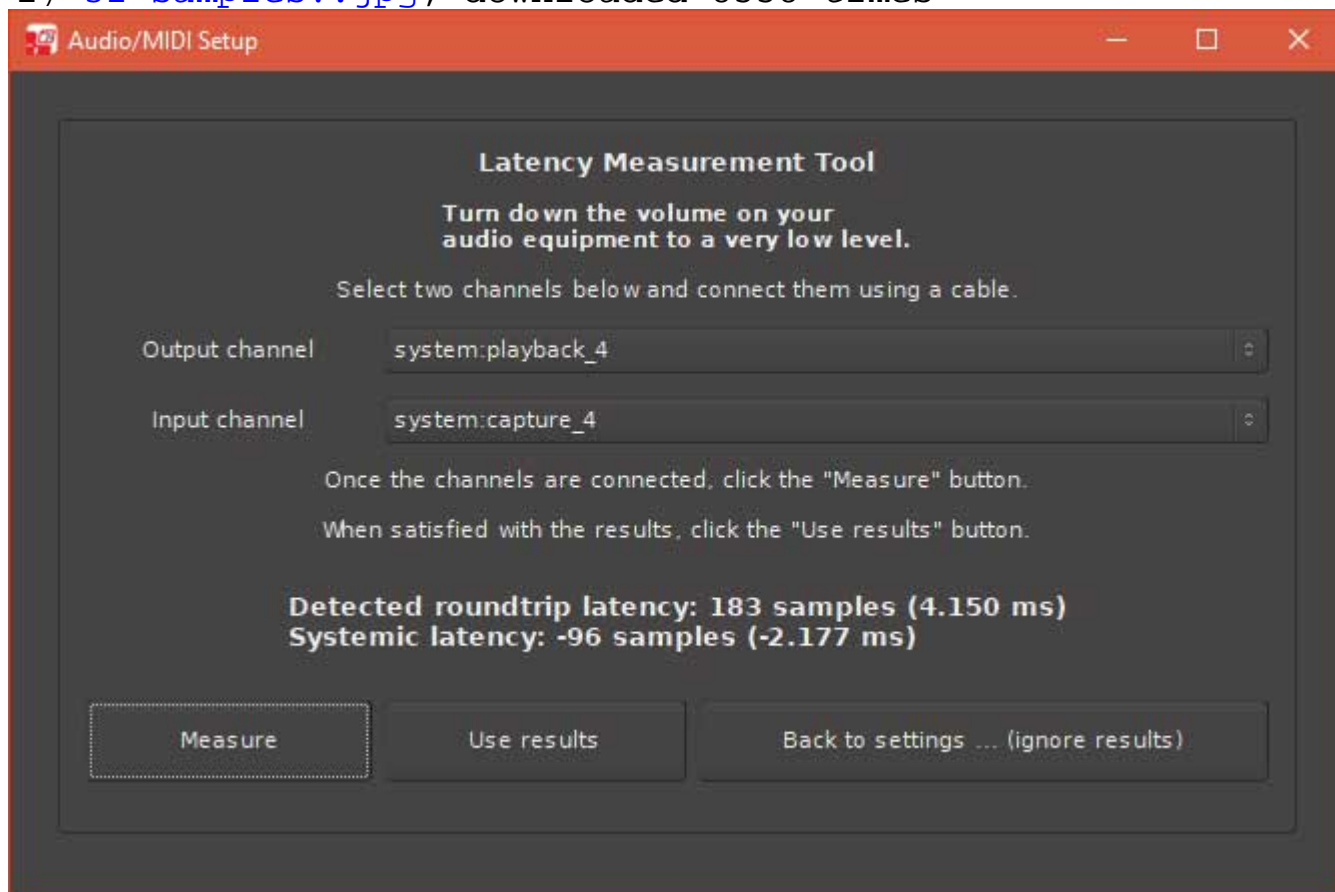 Audio/MIDI Setup
Latency Measurement Tool
Turn down the volume on your
audio equipment to a very low level.
Select two channels below and connect them using a cable.
Output channel system:playback_4
Input channel system:capture_4
Once the channels are connected, click the "Measure" button.
When satisfied with the results, click the "Use results" button.
Detected roundtrip latency: 183 samples (4.150 ms)
Systemic latency: -96 samples (-2.177 ms)
Measure Use results Back to settings ... (ignore results)